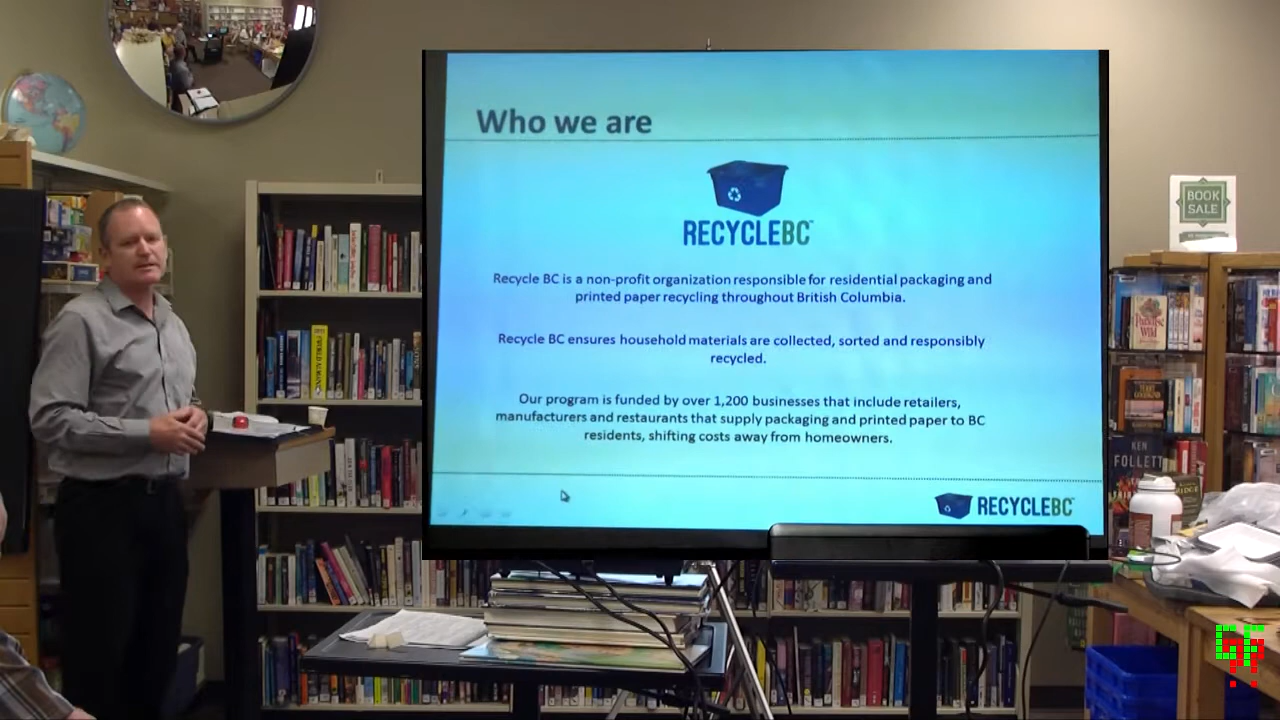 Who we are
RECYCLEBC™
Recycle BC is a non-profit organization responsible for residential packaging and
printed paper recycling throughout British Columbia.
Recycle BC ensures household materials are collected, sorted and responsibly
recycled.
Our program is funded by over 1,200 businesses that include retailers,
manufacturers and restaurants that supply packaging and printed paper to BC
residents, shifting costs away from homeowners.
RECYCLEBC™
BOOK
SALE
KEN
FOLLETT